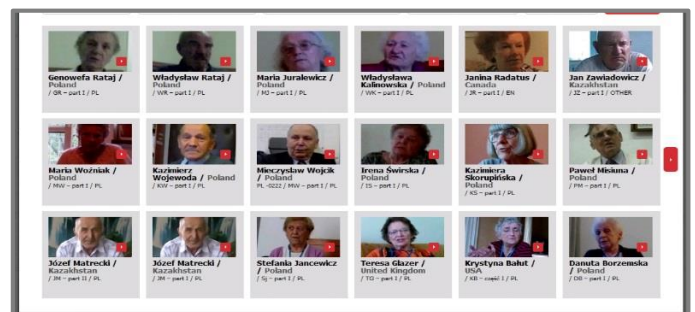 Genowefa Rataj /
Poland
/ GR – part I / PL
Władysław Rataj /
Poland
/ WR – part I / PL
Maria Juralewicz /
Poland
/ MJ – part I / PL
Władysława
Kalinowska / Poland
/ WK – part I / PL
Janina Radatus /
Canada
/ JR – part I / EN
Jan Zawiadowicz /
Kazakhstan
/ JZ – part I / OTHER
Maria Woźniak /
Poland
/ MW – part I / PL
Kazimierz
Wojewoda / Poland
/ KW – part I / PL
Mieczysław Wojcik
/ Poland
PL -0222 / MW – part I / PL
Irena Świrska /
Poland
/ IS – part I / PL
Kazimiera
Skorupińska /
Poland
/ KS – part I / PL
Paweł Misiuna /
Poland
/ PM – part I / PL
Józef Matrecki /
Kazakhstan
/ JM – part II / PL
Józef Matrecki /
Kazakhstan
/ JM – part I / PL
Stefania Jancewicz
/ Poland
/ SJ – part I / PL
Teresa Glazer /
United Kingdom
/ TG – part I / PL
Krystyna Bałut /
USA
/ KB – część I / PL
Danuta Borzemska
/ Poland
/ DB – part I / PL